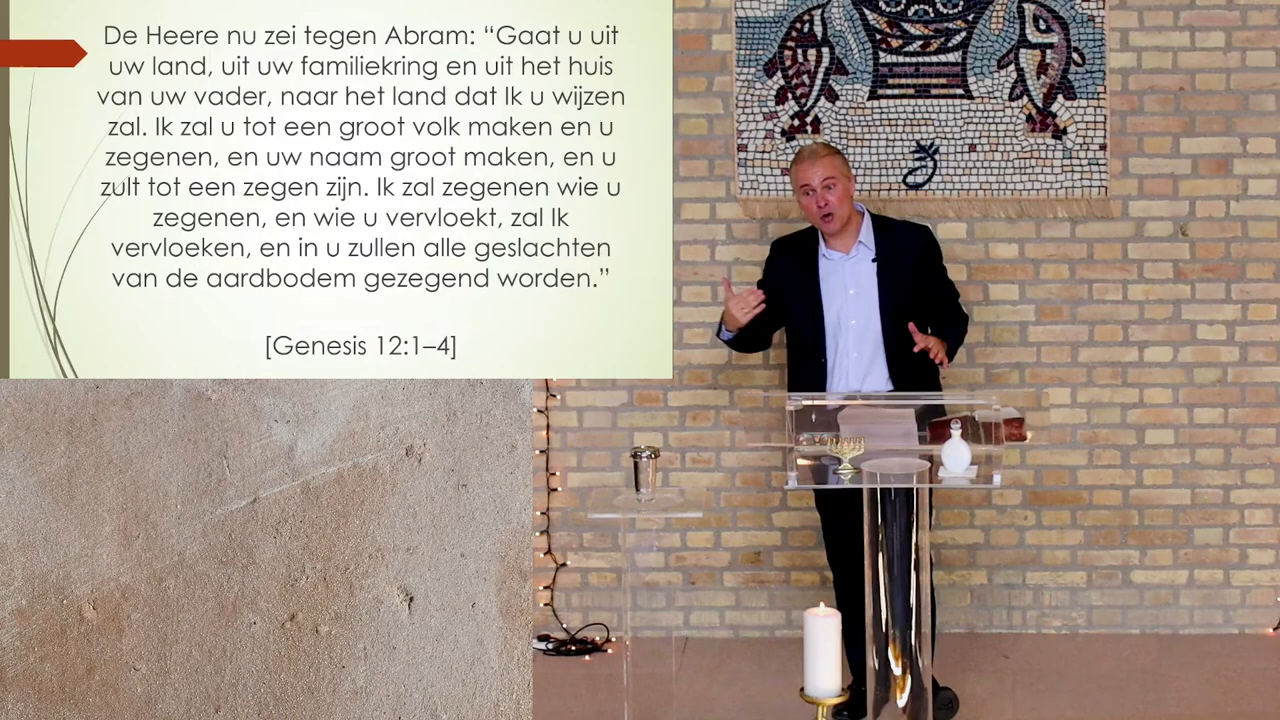 De Heere nu zei tegen Abram: “Gaat u uit
uw land, uit uw familiekring en uit het huis
van uw vader, naar het land dat Ik u wijzen
zal. Ik zal u tot een groot volk maken en u
zegenen, en uw naam groot maken, en u
zult tot een zegen zijn. Ik zal zegenen wie u
zegenen, en wie u vervloekt, zal Ik
vervloeken, en in u zullen alle geslachten
van de aardbodem gezegend worden.”
[Genesis 12:1–4]